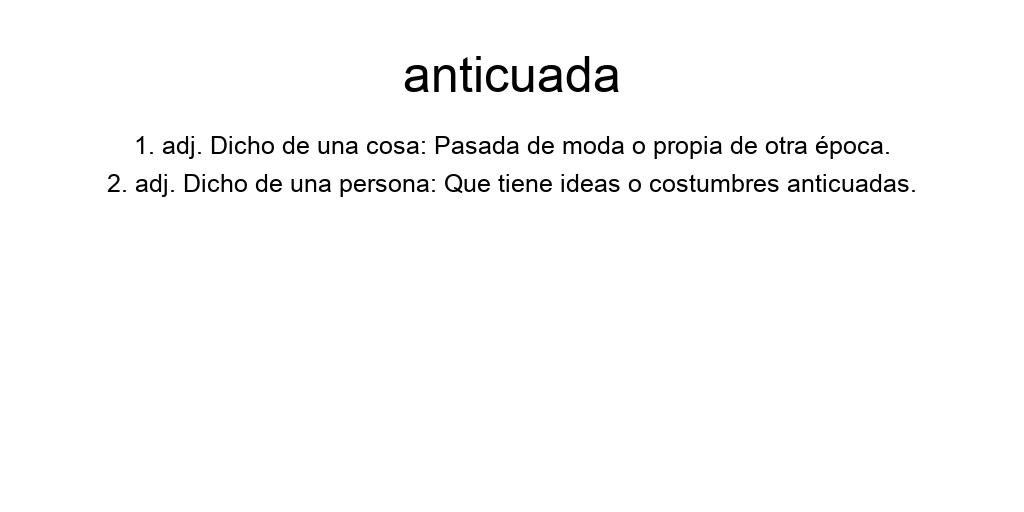 anticuada
1. adj. Dicho de una cosa: Pasada de moda o propia de otra época.
2. adj. Dicho de una persona: Que tiene ideas o costumbres anticuadas.